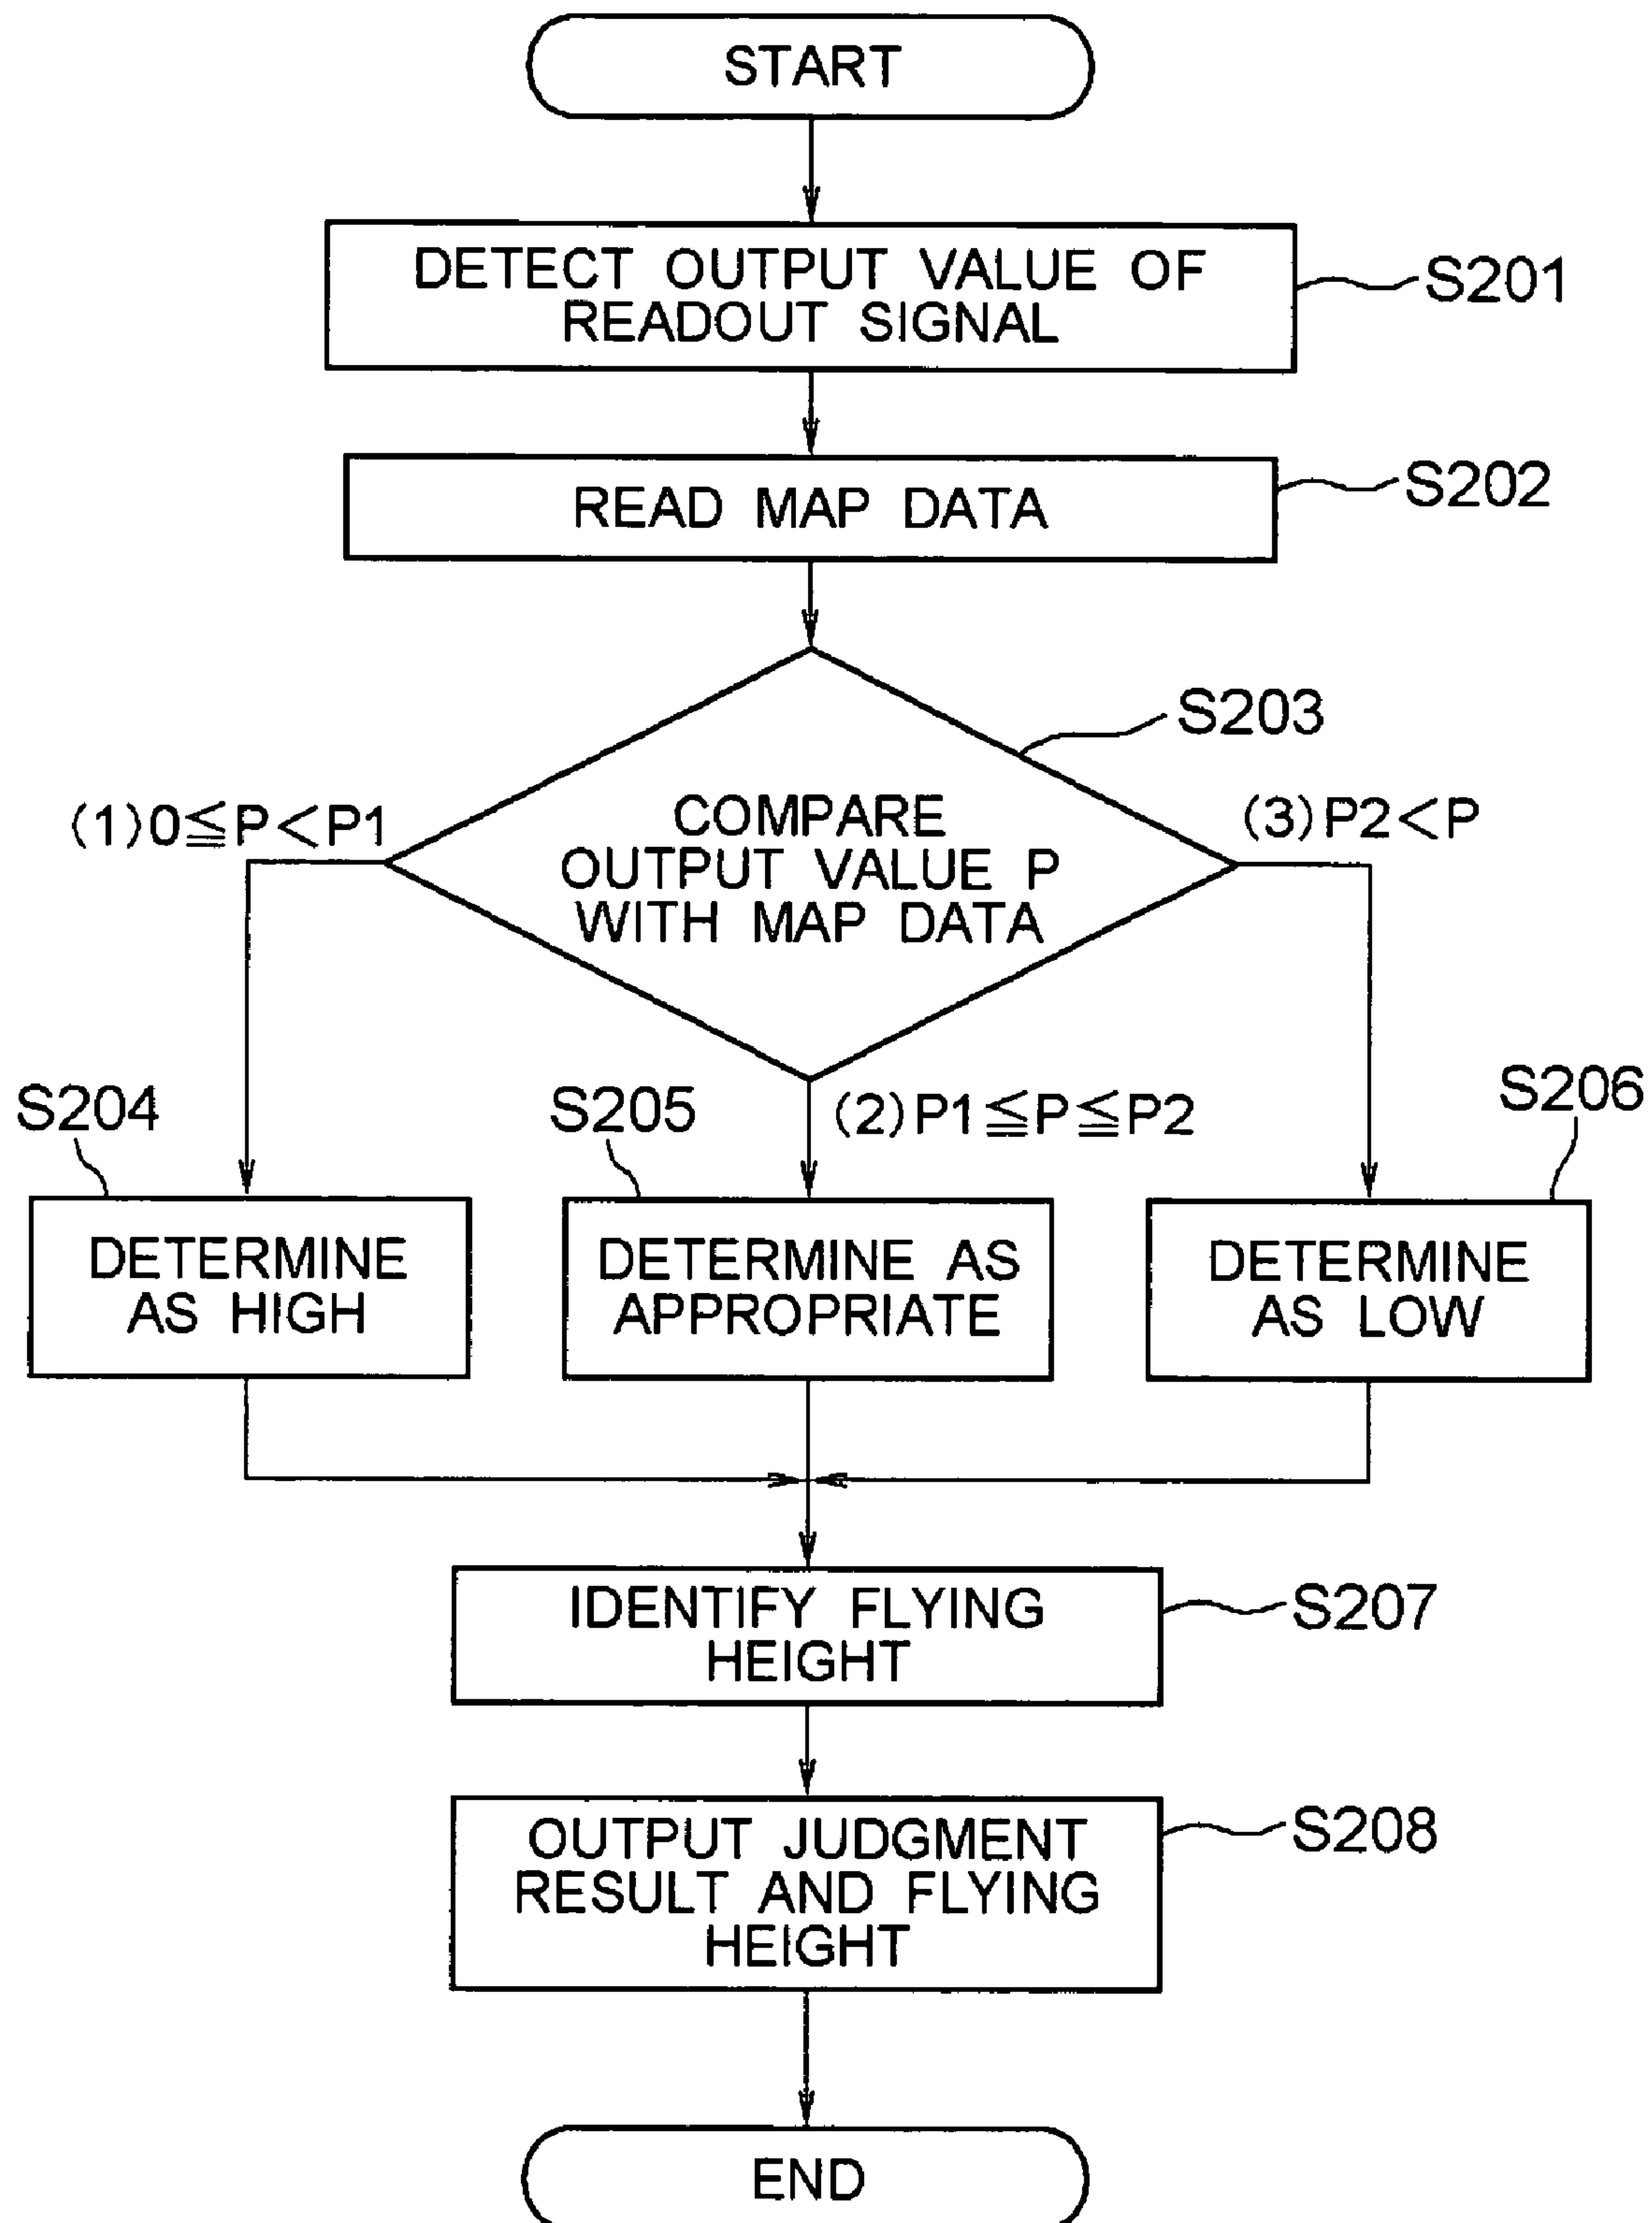 START
DETECT OUTPUT VALUE OF
READOUT SIGNAL
S201
READ MAP DATA
S202
S203
COMPARE
OUTPUT VALUE P
WITH MAP DATA
(1)0≦P<P1
(3)P2<P
(2)P1≦P≦P2
S204
DETERMINE
AS HIGH
S205
DETERMINE AS
APPROPRIATE
S206
DETERMINE
AS LOW
IDENTIFY FLYING
HEIGHT
S207
OUTPUT JUDGMENT
RESULT AND FLYING
HEIGHT
S208
END